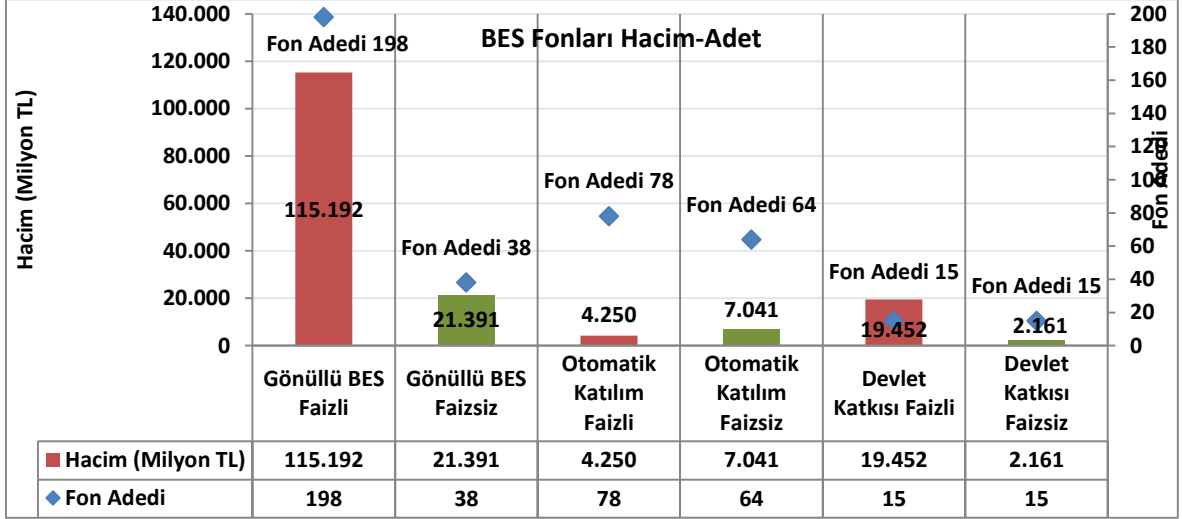 BES Fonları Hacim-Adet
Hacim (Milyon TL)
140.000
120.000
100.000
80.000
60.000
40.000
20.000
0
Fon Adedi 198
115.192
Fon Adedi 38
21.391
Fon Adedi 78
4.250
Fon Adedi 64
7.041
Fon Adedi 15
19.452
Fon Adedi 15
2.161
200
180
160
140
120
100
80
60
40
20
0
Fon Adedi
Gönüllü BES
Faizli
Gönüllü BES
Faizsiz
Otomatik
Katılım
Faizli
Otomatik
Katılım
Faizsiz
Devlet
Katkısı Faizli
Devlet
Katkısı
Faizsiz
Hacim (Milyon TL) 115.192 21.391 4.250 7.041 19.452 2.161
Fon Adedi 198 38 78 64 15 15